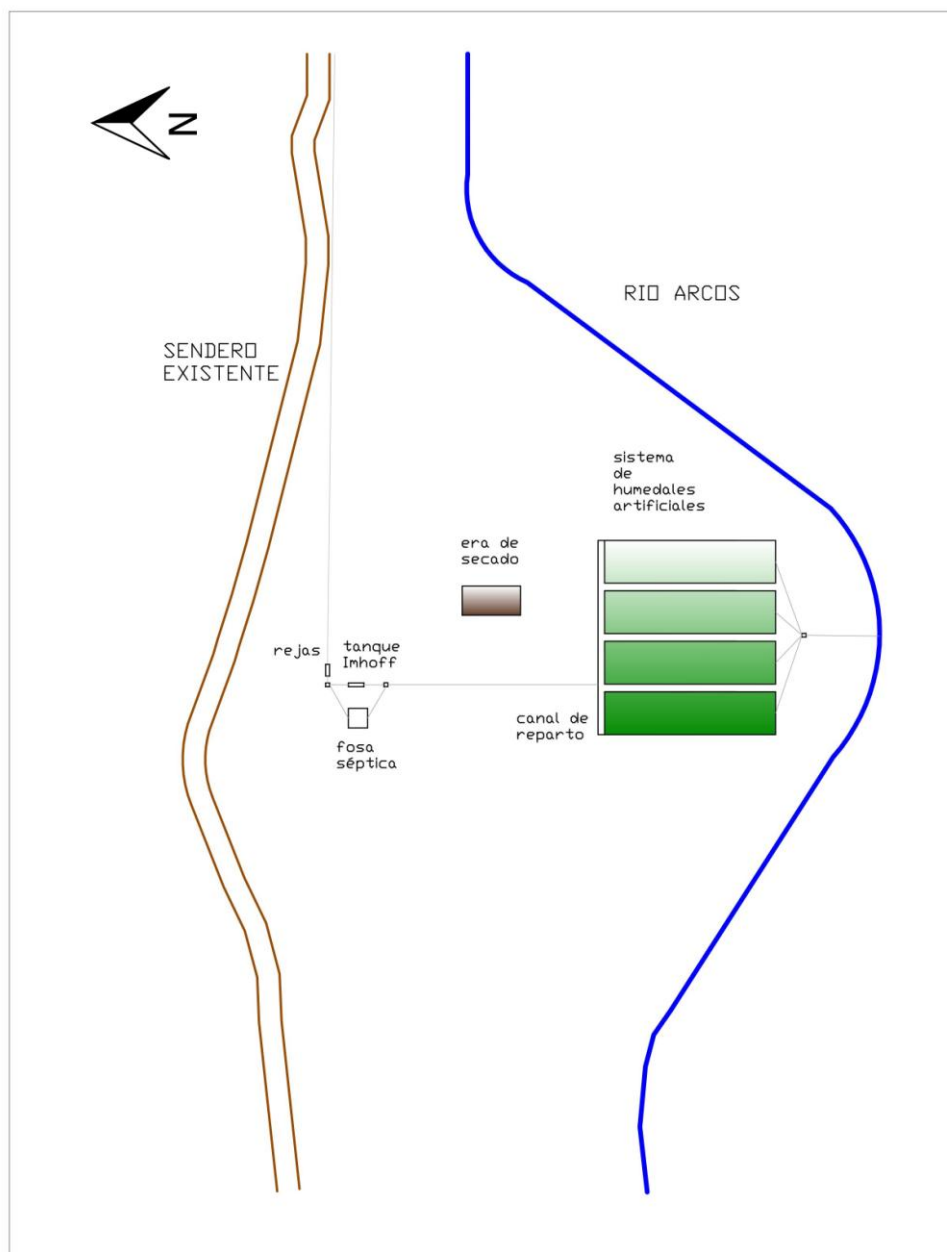 N
RIO ARCOS
SENDERO
EXISTENTE
sistema
de
humedales
artificiales
era de
secado
rejas
tanque
Imhoff
canal de
reparto
fosa
séptica